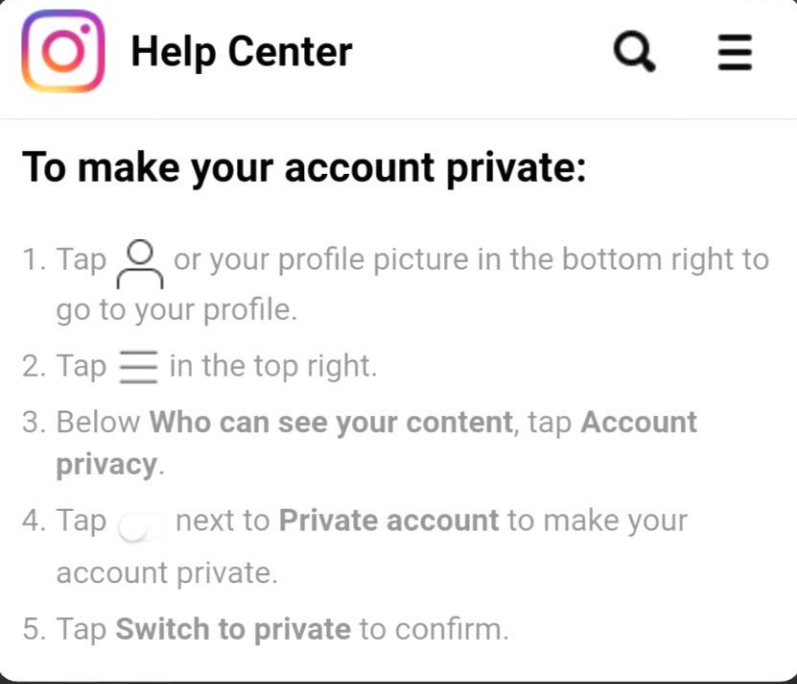 Help Center
To make your account private:
1. Tap or your profile picture in the bottom right to
go to your profile.
2. Tap in the top right.
3. Below Who can see your content, tap Account
privacy.
4. Tap next to Private account to make your
account private.
5. Tap Switch to private to confirm.